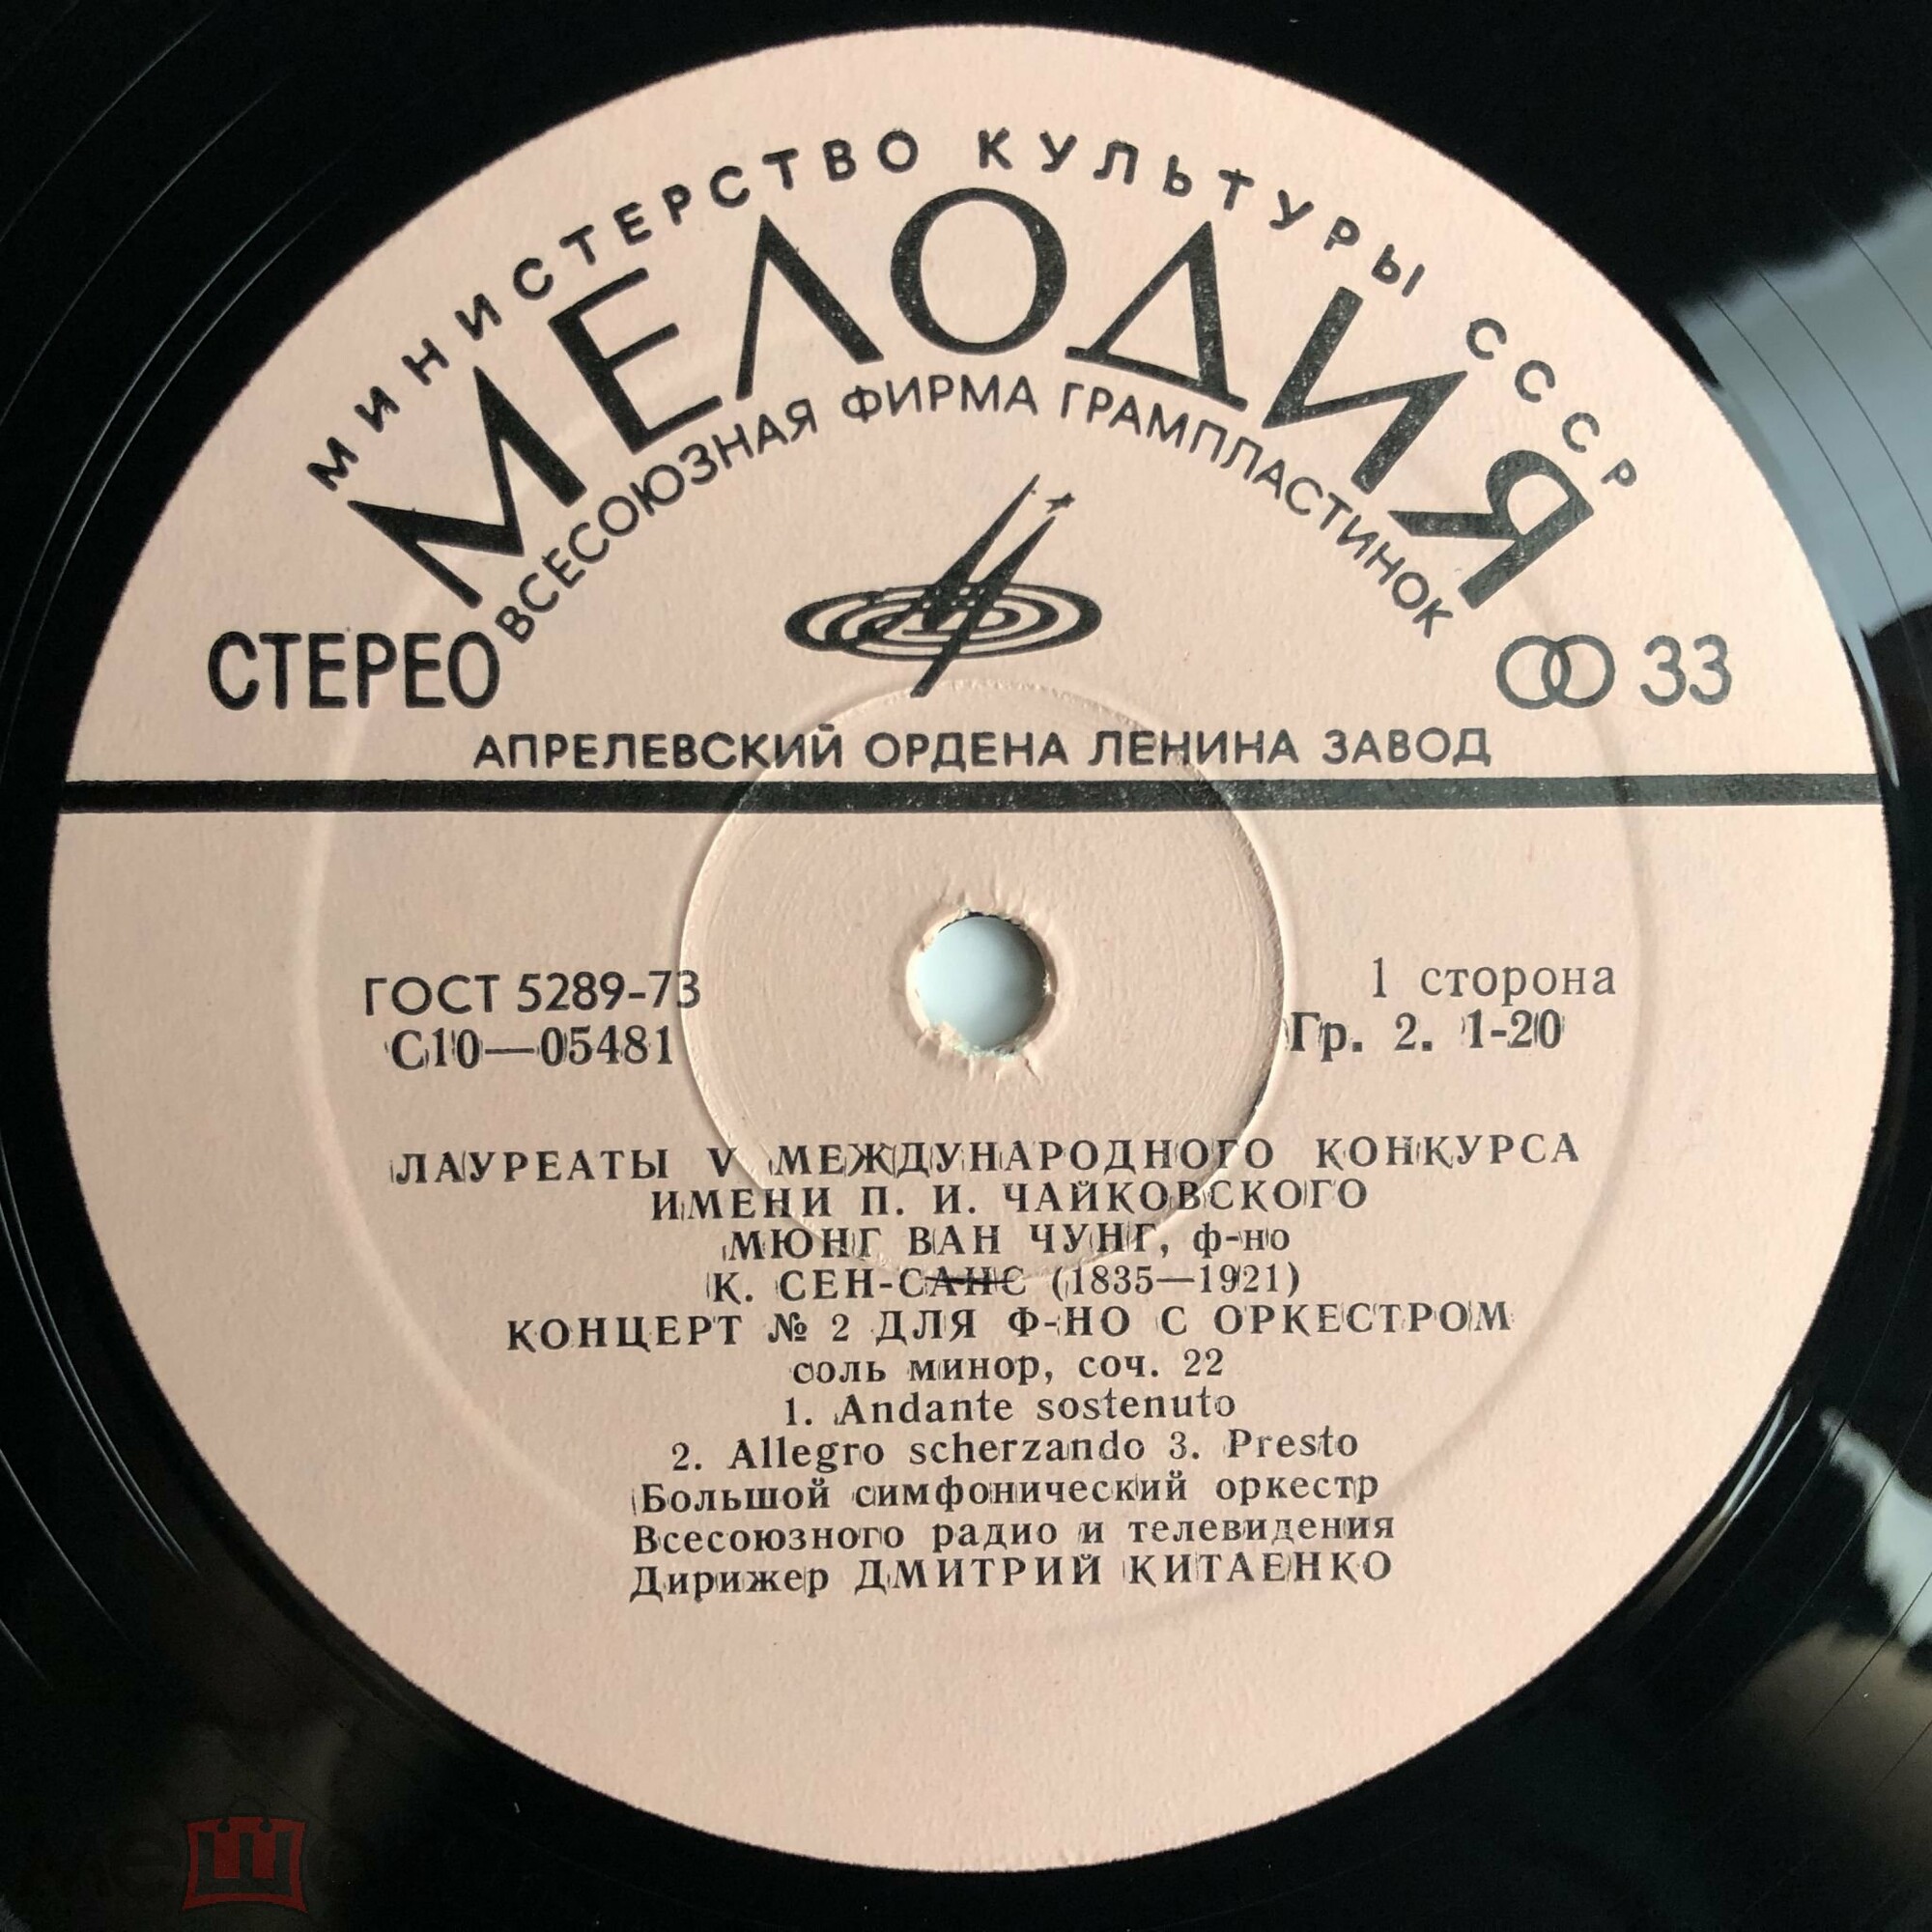 МИНИСТЕРСТВО КУЛЬТУРЫ СССР
МЕЛОДИЯ
ВСЕСОЮЗНАЯ ФИРМА ГРАМПЛАСТИНОК
СТЕРЕО
33
АПРЕЛЕВСКИЙ ОРДЕНА ЛЕНИНА ЗАВОД
ГОСТ 5289-73
1 сторона
С10—05481
Гр. 2. 1-20
ЛАУРЕАТЫ V МЕЖДУНАРОДНОГО КОНКУРСА
ИМЕНИ П. И. ЧАЙКОВСКОГО
МЮНГ ВАН ЧУНГ, ф-но
К. СЕН-САНС (1835—1921)
КОНЦЕРТ № 2 ДЛЯ Ф-НО С ОРКЕСТРОМ
соль минор, соч. 22
1. Andante sostenuto
2. Allegro scherzando 3. Presto
Большой симфонический оркестр
Всесоюзного радио и телевидения
Дирижер ДМИТРИЙ КИТАЕНКО